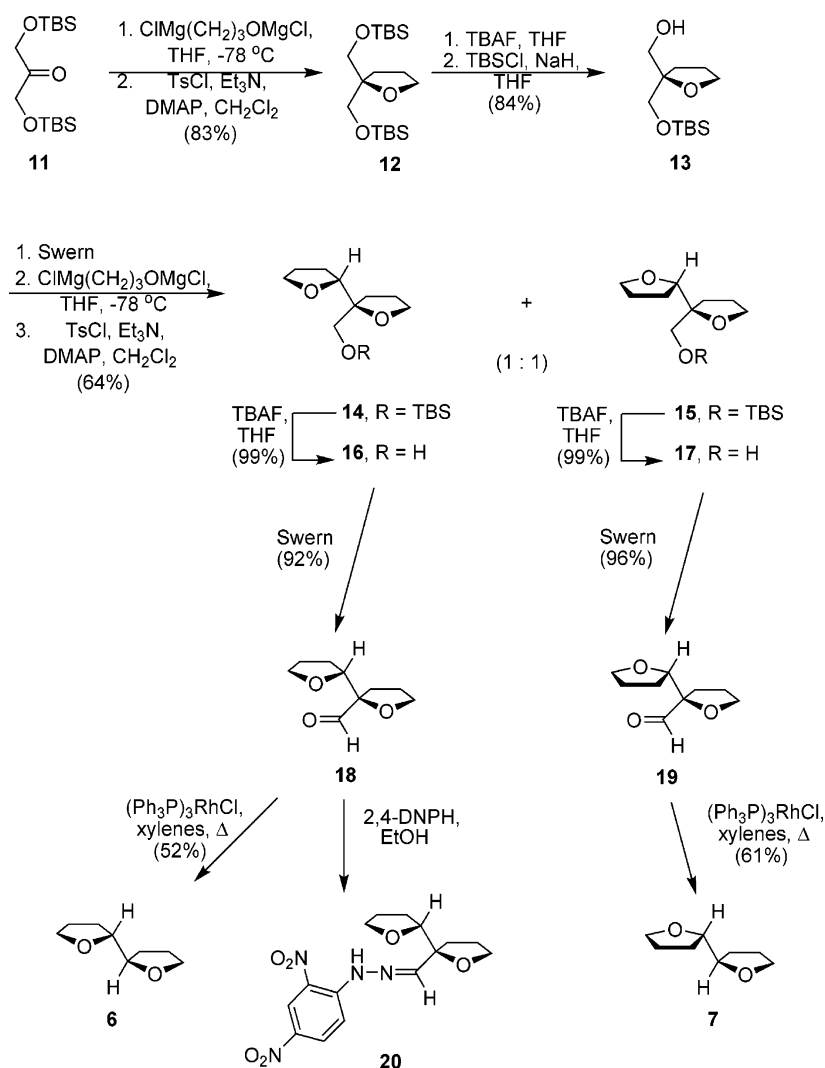 OTBS
O
OTBS
11
1. ClMg(CH2)3OMgCl,
THF, -78 oC
2. TsCl, Et3N,
DMAP, CH2Cl2
(83%)
OTBS
O
OTBS
12
1. TBAF, THF
2. TBSCl, NaH,
THF
(84%)
OH
O
OTBS
13
1. Swern
2. ClMg(CH2)3OMgCl,
THF, -78 oC
3. TsCl, Et3N,
DMAP, CH2Cl2
(64%)
H
O
O
OR
+
(1 : 1)
O
H
O
OR
TBAF,
THF
(99%)
14, R = TBS
16, R = H
TBAF,
THF
(99%)
15, R = TBS
17, R = H
Swern
(92%)
Swern
(96%)
H
O
O
O
H
18
O
H
O
O
H
19
(Ph3P)3RhCl,
xylenes, Δ
(52%)
2,4-DNPH,
EtOH
(Ph3P)3RhCl,
xylenes, Δ
(61%)
H
O
O
H
6
NO2
O2N
H
N
N
H
H
O
O
20
O
H
O
H
7